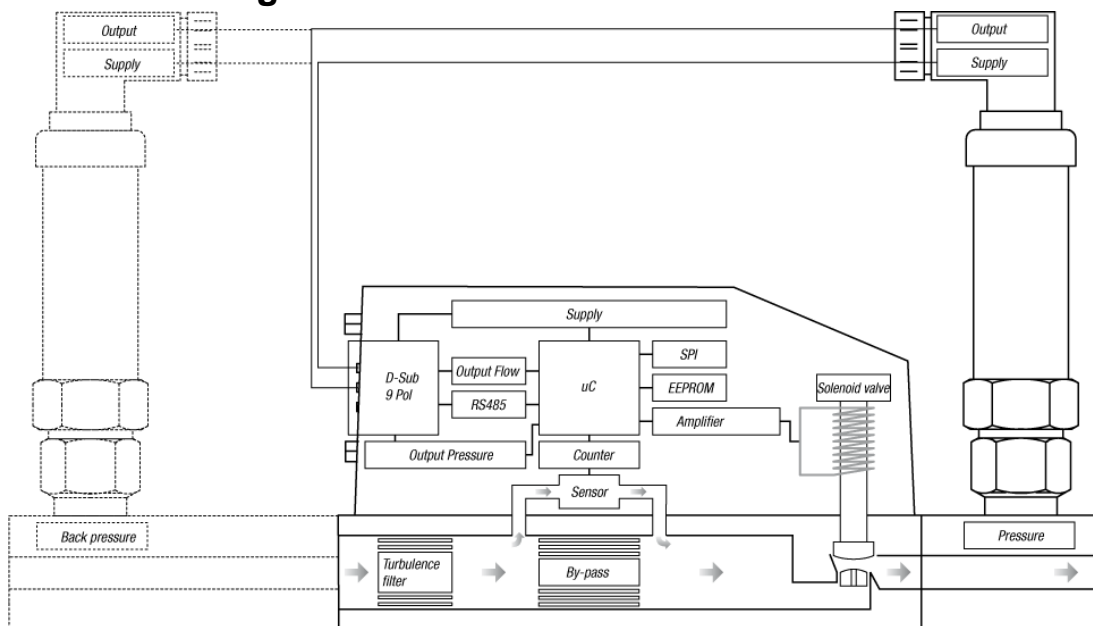 Output
Supply
Output
Supply
Supply
D-Sub
9 Pol
Output Flow
RS485
uC
SPI
EEPROM
Amplifier
Solenoid valve
Output Pressure
Counter
Sensor
Back pressure
Pressure
Turbulence
filter
By-pass